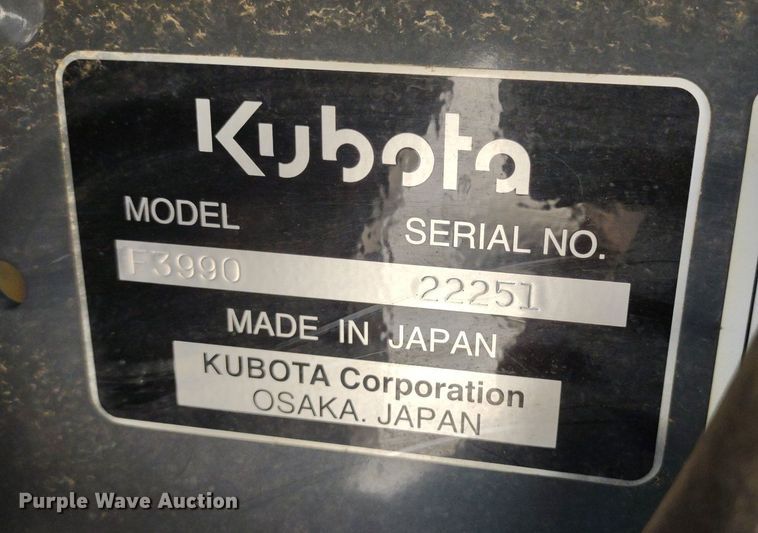 Kubota
MODEL SERIAL NO.
F3990 22251
MADE IN JAPAN
KUBOTA Corporation
OSAKA. JAPAN
Purple Wave Auction